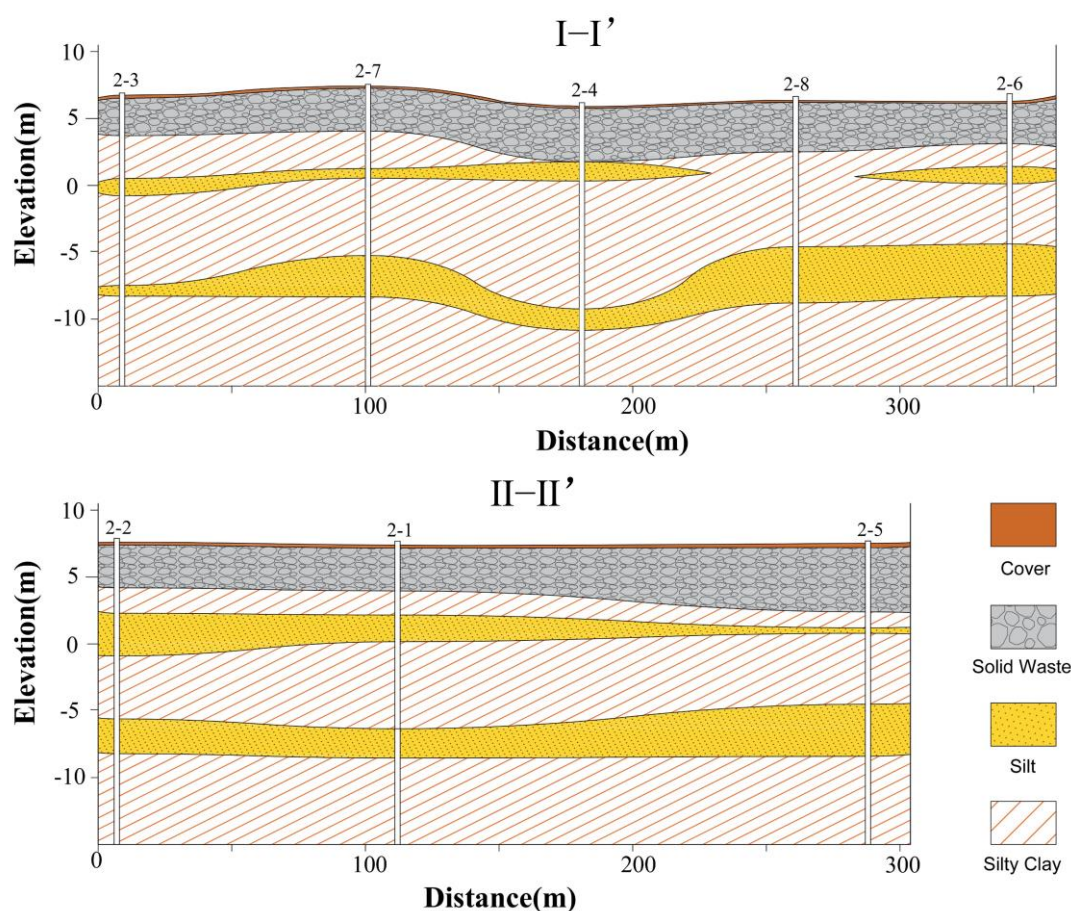 I–I’
10
5
0
-5
-10
Elevation(m)
2-3
2-7
2-4
2-8
2-6
0
100
200
300
Distance(m)
II–II’
10
5
0
-5
-10
Elevation(m)
2-2
2-1
2-5
0
100
200
300
Distance(m)
Cover
Solid Waste
Silt
Silty Clay